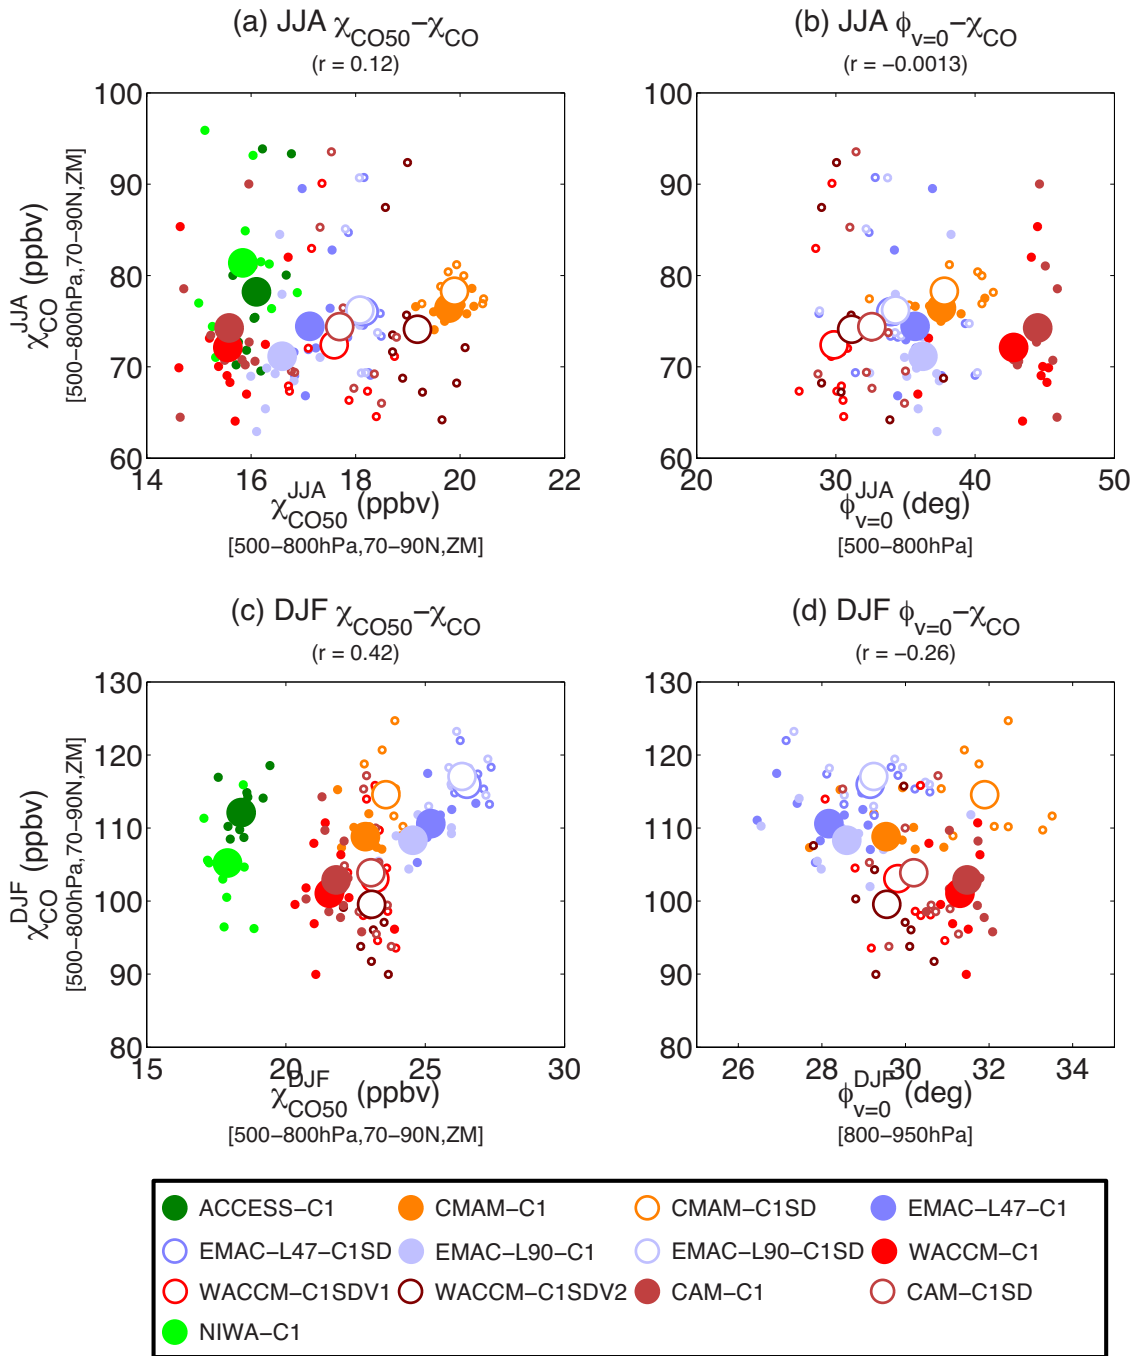 (a) JJA χCO50−χCO
(r = 0.12)
(b) JJA ϕv=0−χCO
(r = −0.0013)
100
90
80
70
60
χCO^JJA (ppbv)
[500−800hPa,70−90N,ZM]
14 16 18 20 22
χCO50^JJA (ppbv)
[500−800hPa,70−90N,ZM]
100
90
80
70
60
20 30 40 50
ϕv=0^JJA (deg)
[500−800hPa]
(c) DJF χCO50−χCO
(r = 0.42)
(d) DJF ϕv=0−χCO
(r = −0.26)
130
120
110
100
90
80
χCO^DJF (ppbv)
[500−800hPa,70−90N,ZM]
15 20 25 30
χCO50^DJF (ppbv)
[500−800hPa,70−90N,ZM]
130
120
110
100
90
80
26 28 30 32 34
ϕv=0^DJF (deg)
[800−950hPa]
ACCESS−C1 CMAM−C1 CMAM−C1SD EMAC−L47−C1
EMAC−L47−C1SD EMAC−L90−C1 EMAC−L90−C1SD WACCM−C1
WACCM−C1SDV1 WACCM−C1SDV2 CAM−C1 CAM−C1SD
NIWA−C1